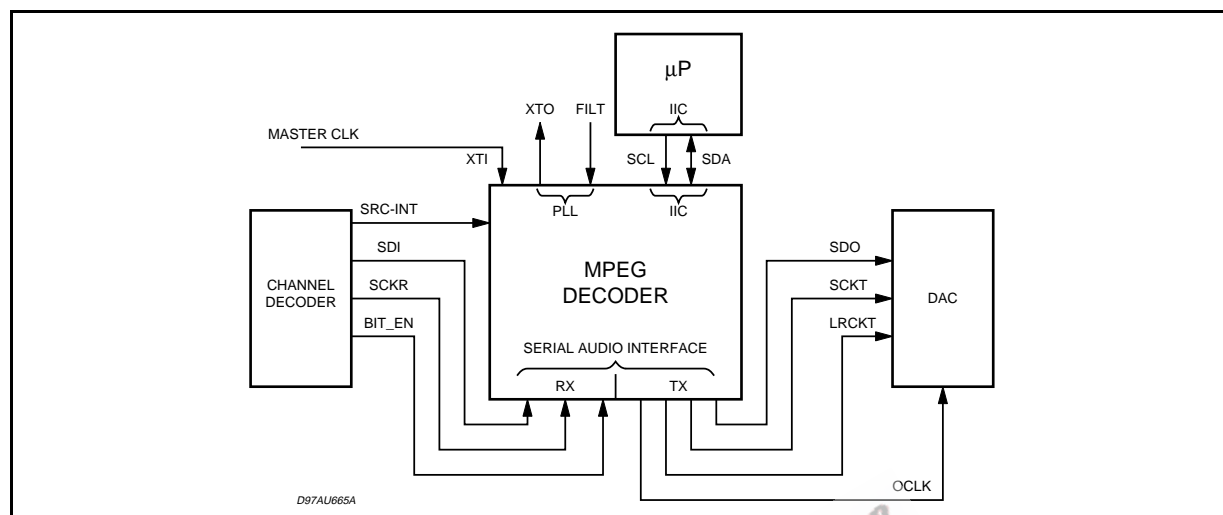 μP
XTO
FILT
IIC
MASTER CLK
XTI
SCL
SDA
PLL
IIC
SRC-INT
SDI
SCKR
BIT_EN
CHANNEL
DECODER
MPEG
DECODER
SERIAL AUDIO INTERFACE
RX
TX
SDO
SCKT
LRCKT
DAC
OCLK
D97AU665A